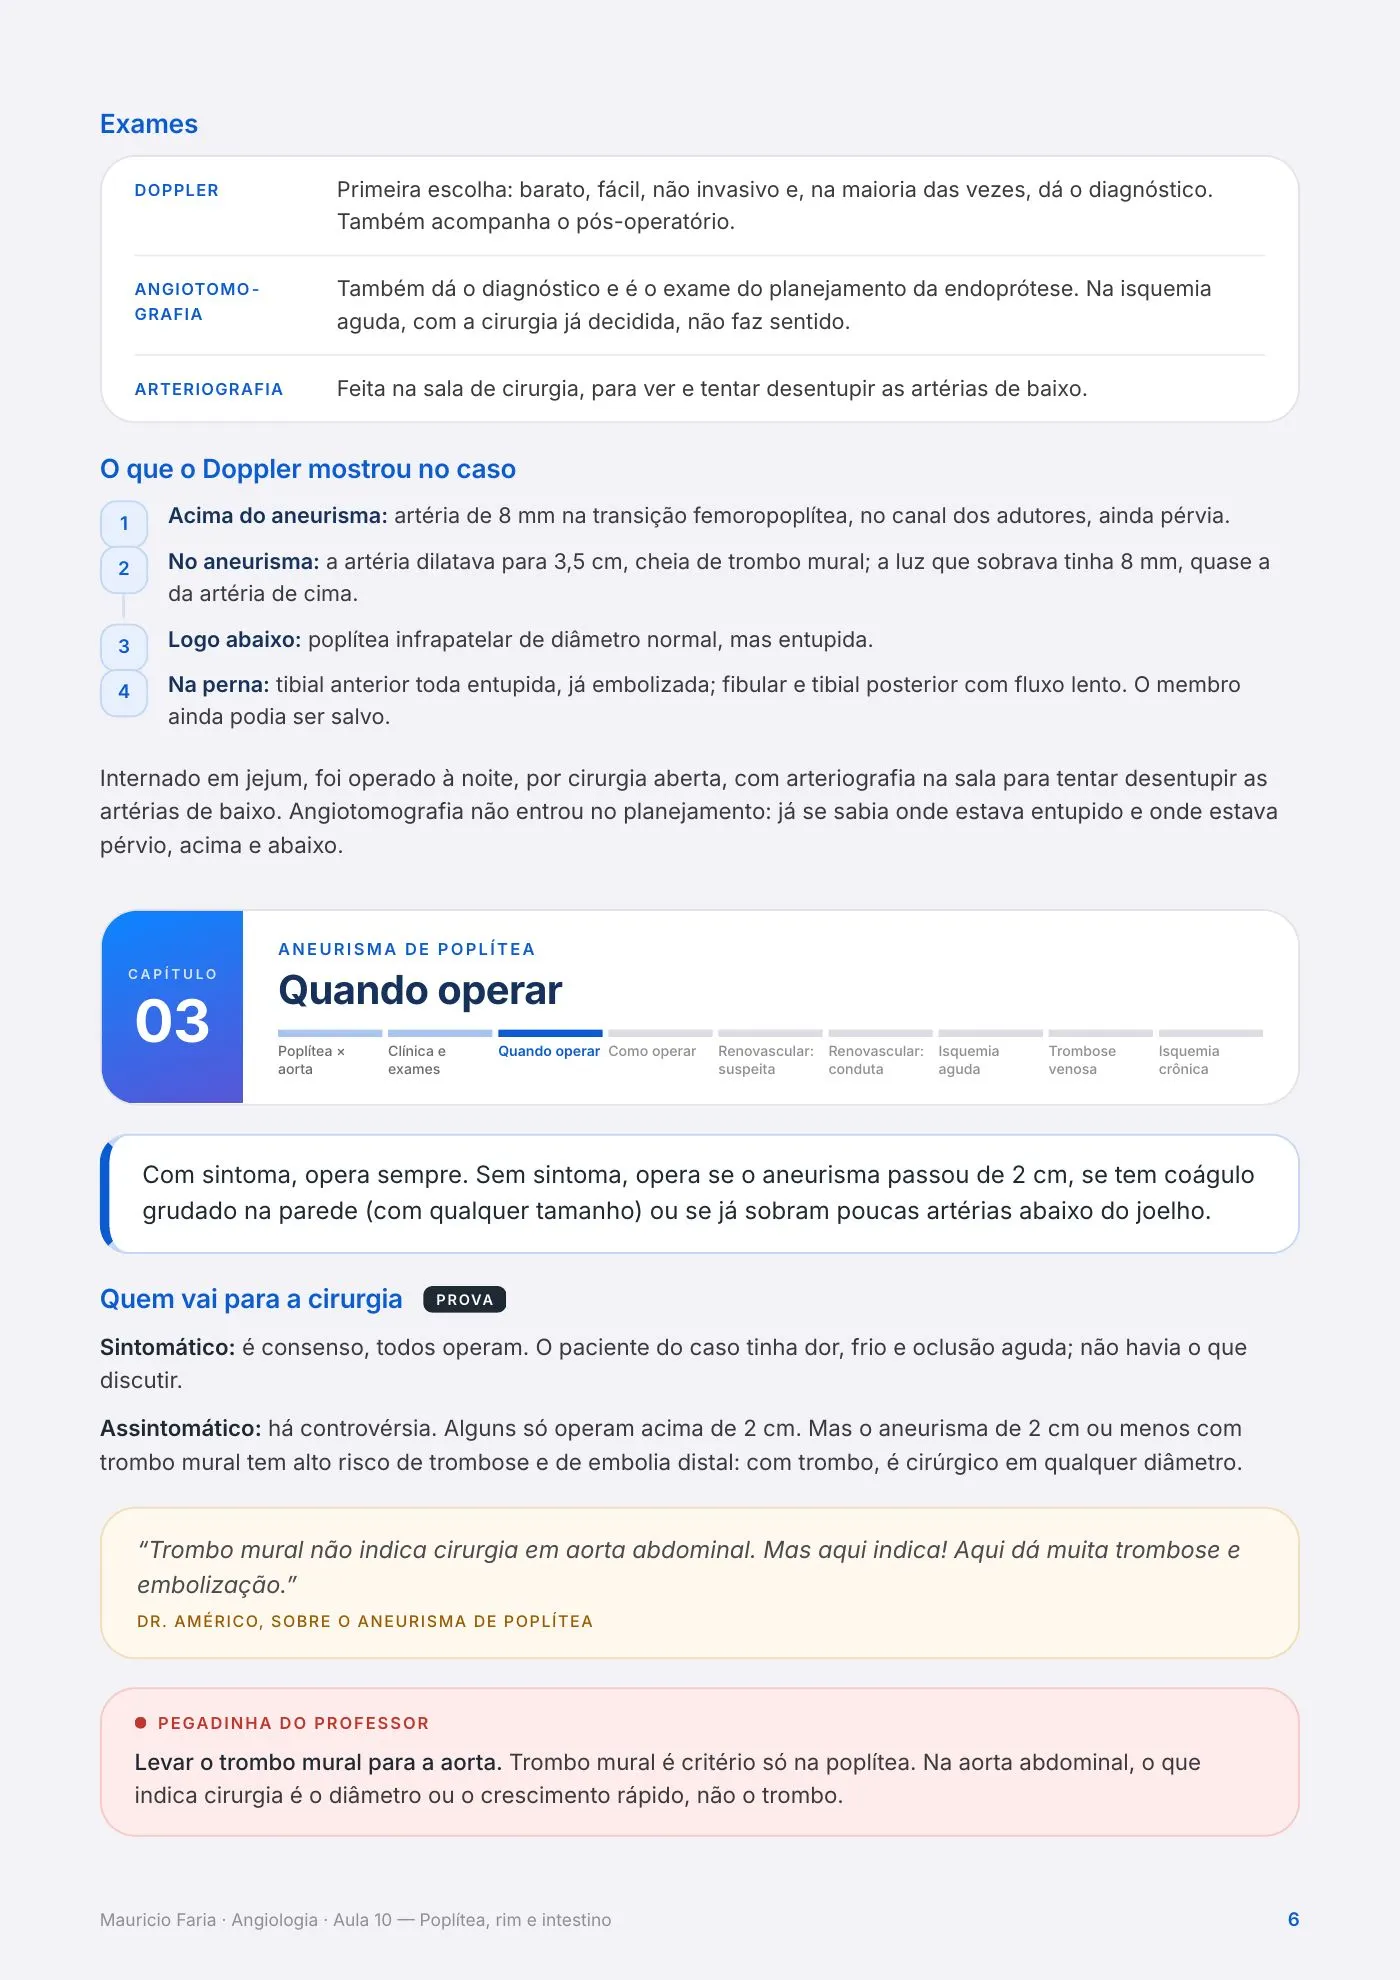 Exames
DOPPLER
Primeira escolha: barato, fácil, não invasivo e, na maioria das vezes, dá o diagnóstico.
Também acompanha o pós-operatório.
ANGIOTOMO-
GRAFIA
Também dá o diagnóstico e é o exame do planejamento da endoprótese. Na isquemia
aguda, com a cirurgia já decidida, não faz sentido.
ARTERIOGRAFIA
Feita na sala de cirurgia, para ver e tentar desentupir as artérias de baixo.
O que o Doppler mostrou no caso
1 Acima do aneurisma: artéria de 8 mm na transição femoropoplítea, no canal dos adutores, ainda pérvia.
2 No aneurisma: a artéria dilatava para 3,5 cm, cheia de trombo mural; a luz que sobrava tinha 8 mm, quase a
da artéria de cima.
3 Logo abaixo: poplítea infrapatelar de diâmetro normal, mas entupida.
4 Na perna: tibial anterior toda entupida, já embolizada; fibular e tibial posterior com fluxo lento. O membro
ainda podia ser salvo.
Internado em jejum, foi operado à noite, por cirurgia aberta, com arteriografia na sala para tentar desentupir as
artérias de baixo. Angiotomografia não entrou no planejamento: já se sabia onde estava entupido e onde estava
pérvio, acima e abaixo.
CAPÍTULO
03
ANEURISMA DE POPLÍTEA
Quando operar
Poplítea ×
aorta
Clínica e
exames
Quando operar
Como operar
Renovascular:
suspeita
Renovascular:
conduta
Isquemia
aguda
Trombose
venosa
Isquemia
crônica
Com sintoma, opera sempre. Sem sintoma, opera se o aneurisma passou de 2 cm, se tem coágulo
grudado na parede (com qualquer tamanho) ou se já sobram poucas artérias abaixo do joelho.
Quem vai para a cirurgia PROVA
Sintomático: é consenso, todos operam. O paciente do caso tinha dor, frio e oclusão aguda; não havia o que
discutir.
Assintomático: há controvérsia. Alguns só operam acima de 2 cm. Mas o aneurisma de 2 cm ou menos com
trombo mural tem alto risco de trombose e de embolia distal: com trombo, é cirúrgico em qualquer diâmetro.
“Trombo mural não indica cirurgia em aorta abdominal. Mas aqui indica! Aqui dá muita trombose e
embolização.”
DR. AMÉRICO, SOBRE O ANEURISMA DE POPLÍTEA
PEGADINHA DO PROFESSOR
Levar o trombo mural para a aorta. Trombo mural é critério só na poplítea. Na aorta abdominal, o que
indica cirurgia é o diâmetro ou o crescimento rápido, não o trombo.
Mauricio Faria · Angiologia · Aula 10 — Poplítea, rim e intestino
6